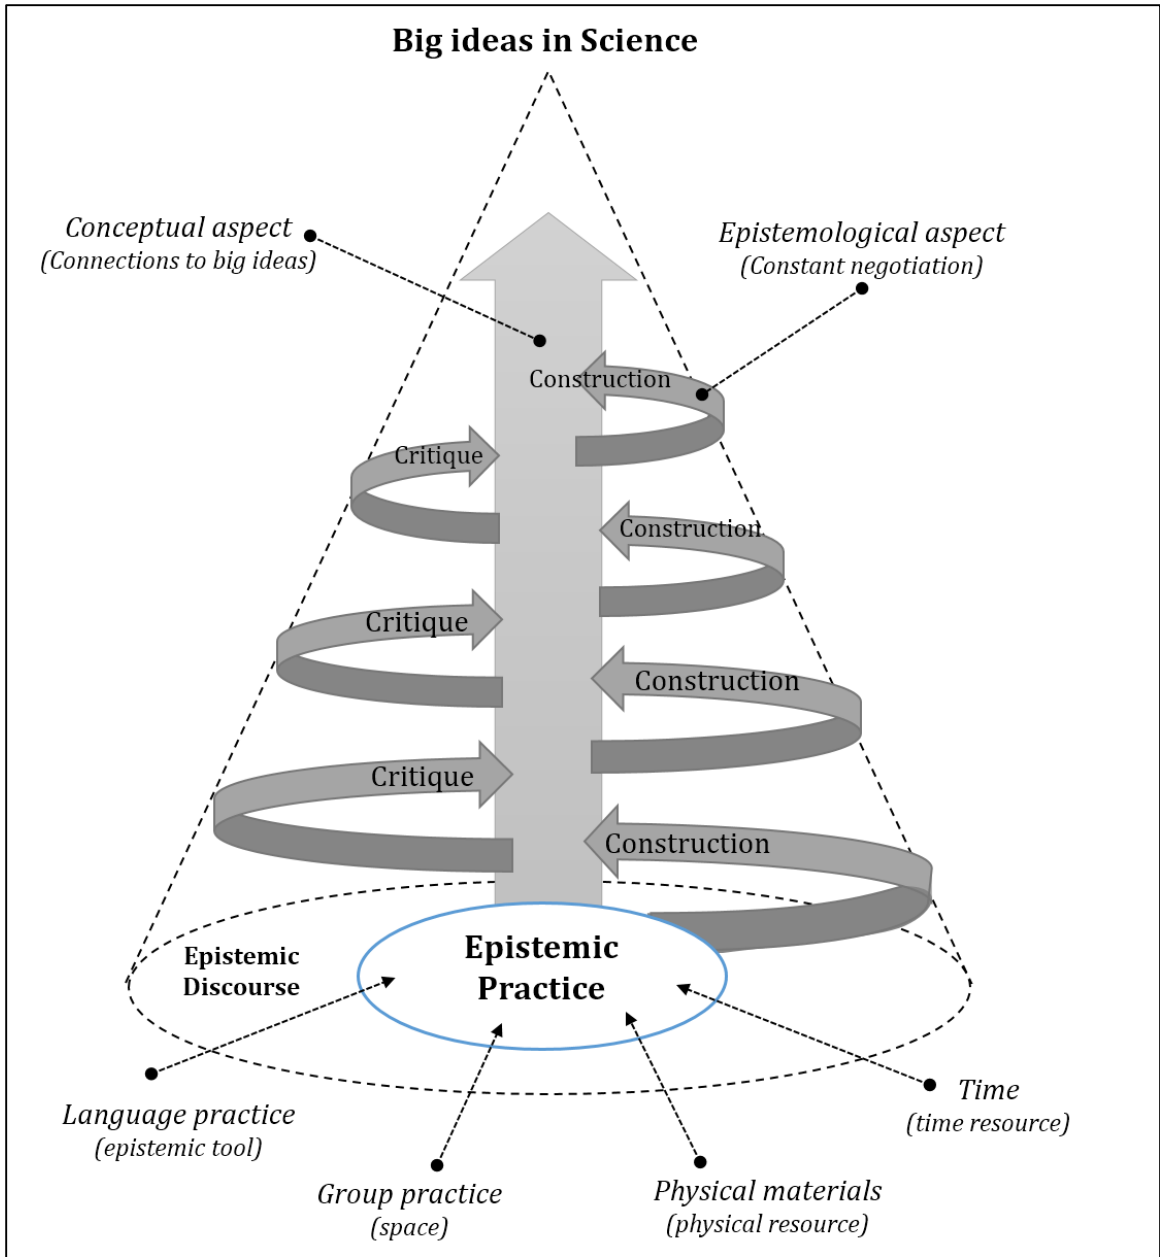 Big ideas in Science
Conceptual aspect
(Connections to big ideas)
Epistemological aspect
(Constant negotiation)
Construction
Critique
Construction
Critique
Construction
Critique
Construction
Epistemic
Discourse
Epistemic
Practice
Language practice
(epistemic tool)
Time
(time resource)
Group practice
(space)
Physical materials
(physical resource)